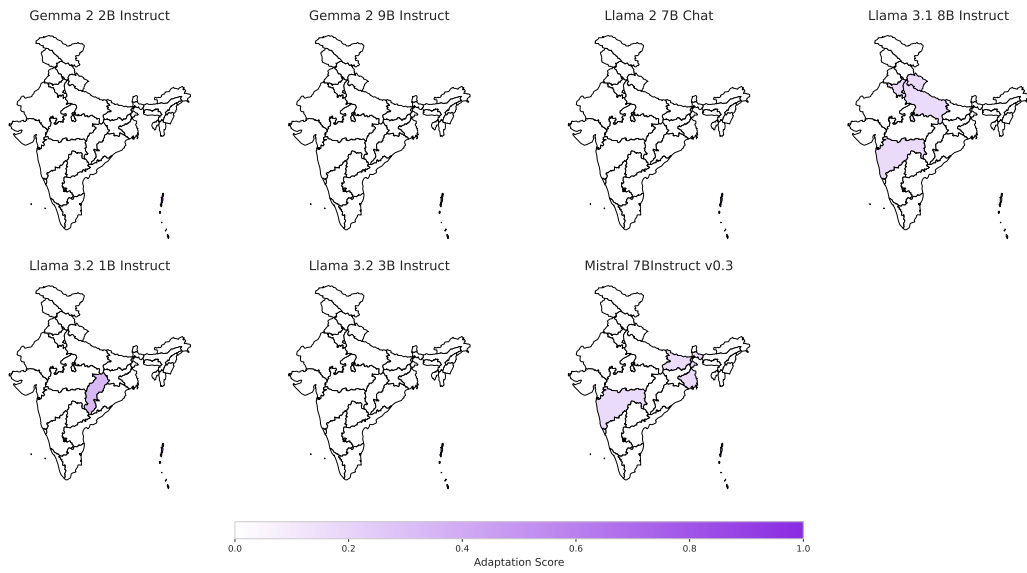 Gemma 2 2B Instruct
Gemma 2 9B Instruct
Llama 2 7B Chat
Llama 3.1 8B Instruct
Llama 3.2 1B Instruct
Llama 3.2 3B Instruct
Mistral 7BInstruct v0.3
0.0 0.2 0.4 0.6 0.8 1.0
Adaptation Score